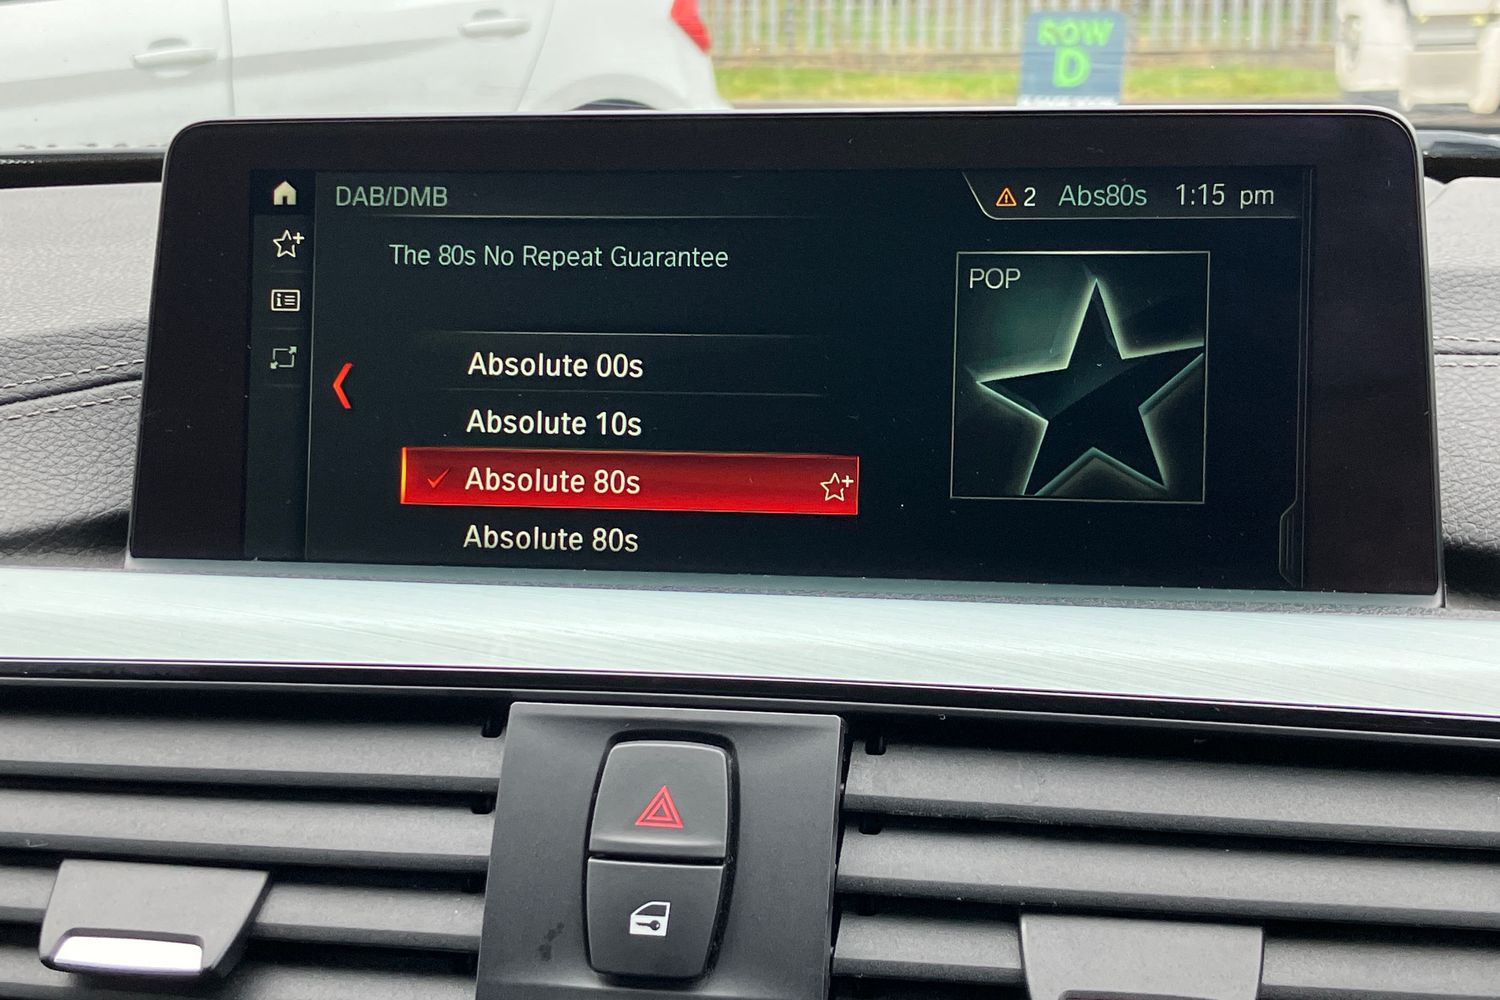 ROW
D
DAB/DMB
2 Abs80s 1:15 pm
The 80s No Repeat Guarantee
POP
Absolute 00s
Absolute 10s
Absolute 80s
Absolute 80s